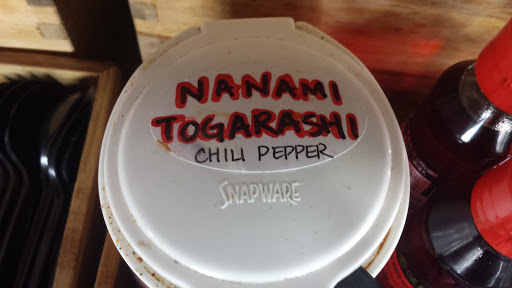 NANAMI
TOGARASHI
CHILI PEPPER
SNAPWARE